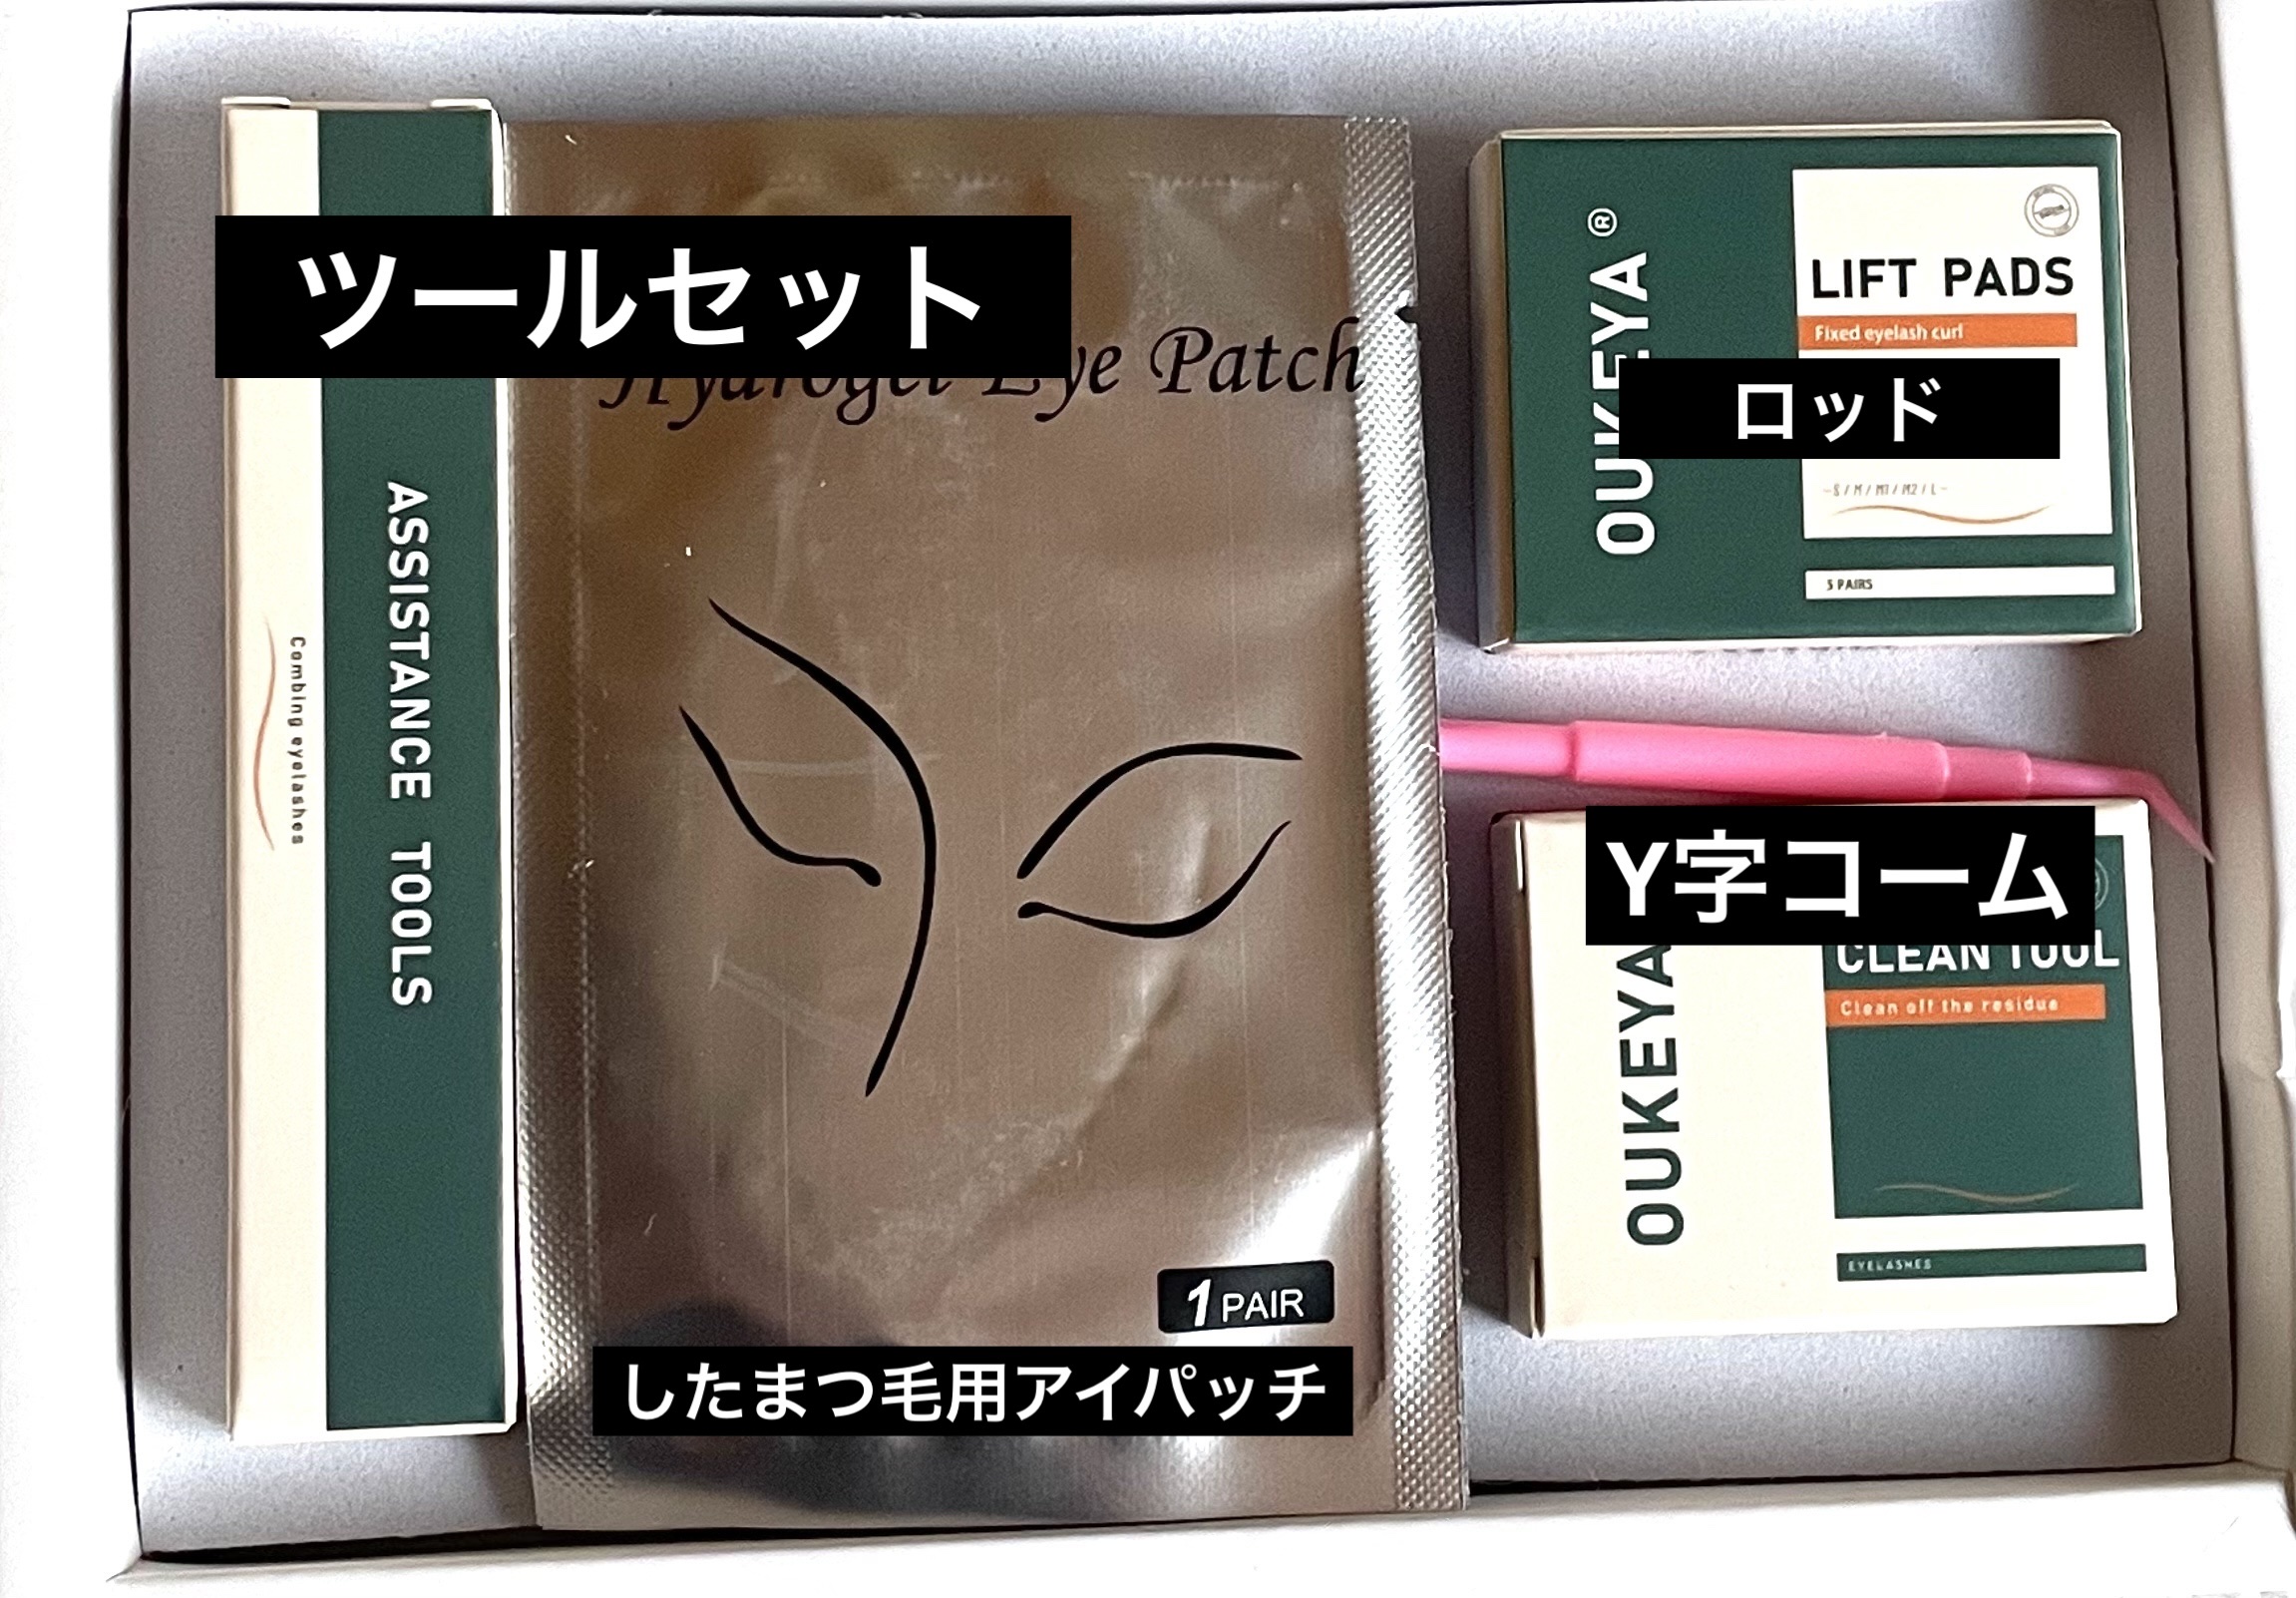 ツールセット
ASSISTANCE TOOLS
Combing eyelashes
Hydrogel Eye Patch
1 PAIR
したまつ毛用アイパッチ
OUKEYA ®
LIFT PADS
Fixed eyelash curl
ロッド
-S / M / M1 / M2 / L-
5 PAIRS
Y字コーム
OUKEYA
CLEAN TOOL
Clean off the residue
EYELASHES